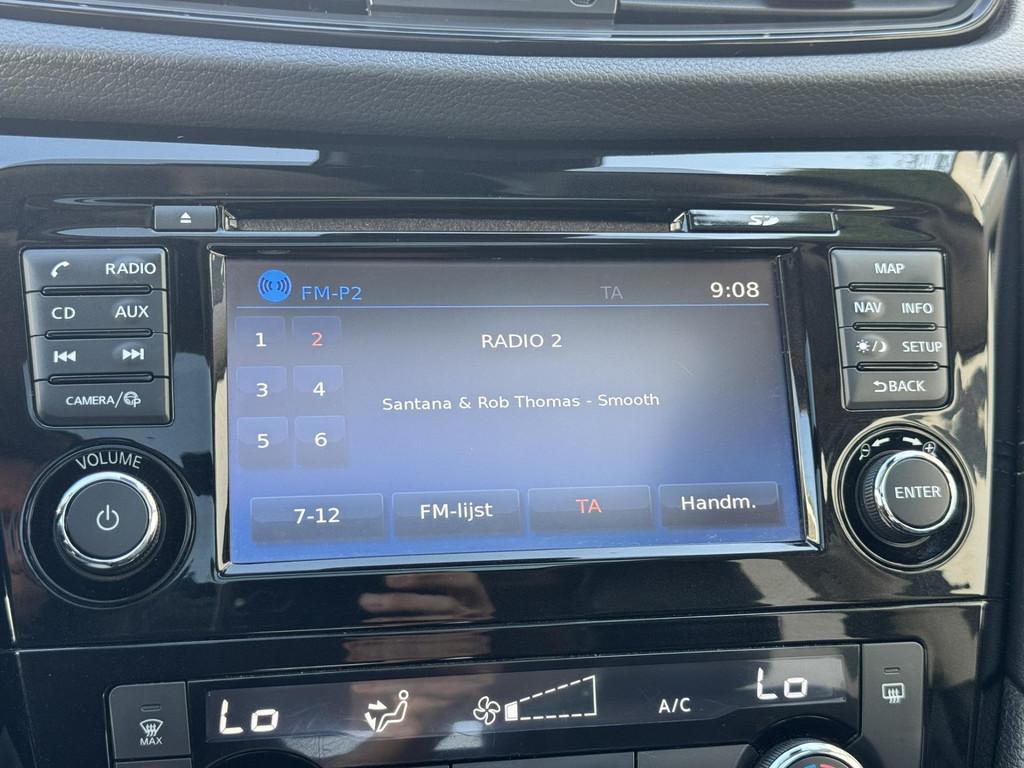 SD
RADIO
CD AUX
CAMERA/
VOLUME
FM-P2 TA 9:08
1 2
RADIO 2
3 4
Santana & Rob Thomas - Smooth
5 6
7-12 FM-lijst TA Handm.
MAP
NAV INFO
SETUP
BACK
ENTER
MAX
Lo A/C Lo